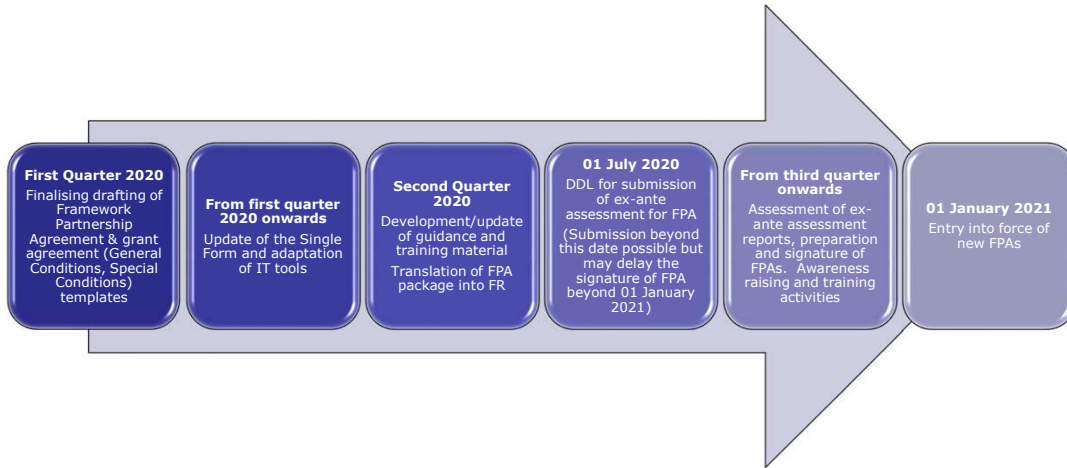 First Quarter 2020
Finalising drafting of
Framework
Partnership
Agreement & grant
agreement (General
Conditions, Special
Conditions)
templates
From first quarter
2020 onwards
Update of the Single
Form and adaptation
of IT tools
Second Quarter
2020
Development/update
of guidance and
training material
Translation of FPA
package into FR
01 July 2020
DDL for submission
of ex-ante
assessment for FPA
(Submission beyond
this date possible but
may delay the
signature of FPA
beyond 01 January
2021)
From third quarter
onwards
Assessment of ex-
ante assessment
reports, preparation
and signature of
FPAs.  Awareness
raising and training
activities
01 January 2021
Entry into force of
new FPAs